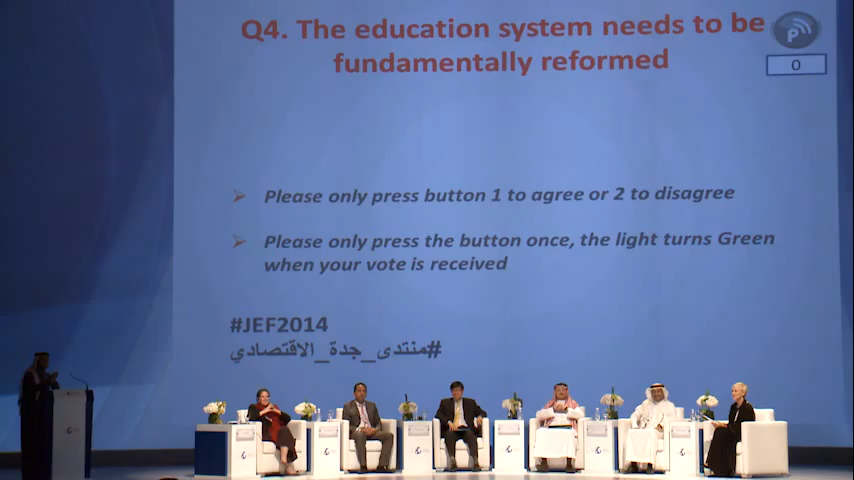 Q4. The education system needs to be
fundamentally reformed
0
Please only press button 1 to agree or 2 to disagree
Please only press the button once, the light turns Green
when your vote is received
#JEF2014
#منتدى_جدة_الاقتصادي